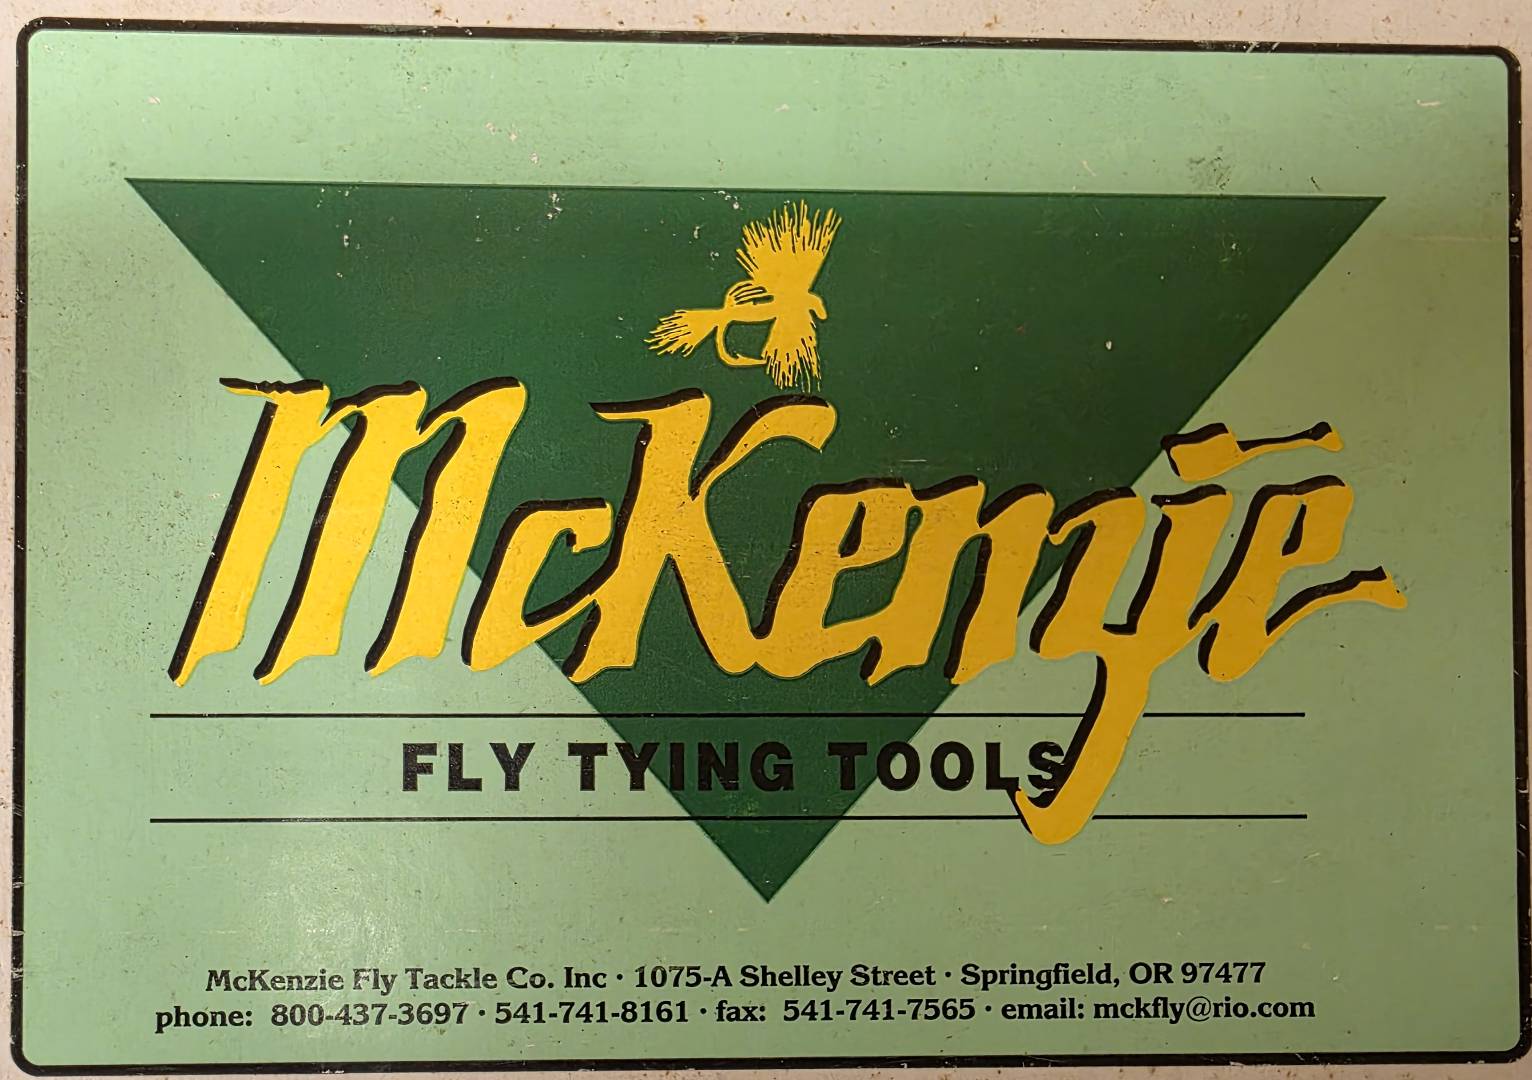 McKenzie
FLY TYING TOOLS
McKenzie Fly Tackle Co. Inc · 1075-A Shelley Street · Springfield, OR 97477
phone: 800-437-3697 · 541-741-8161 · fax: 541-741-7565 · email: mckfly@rio.com